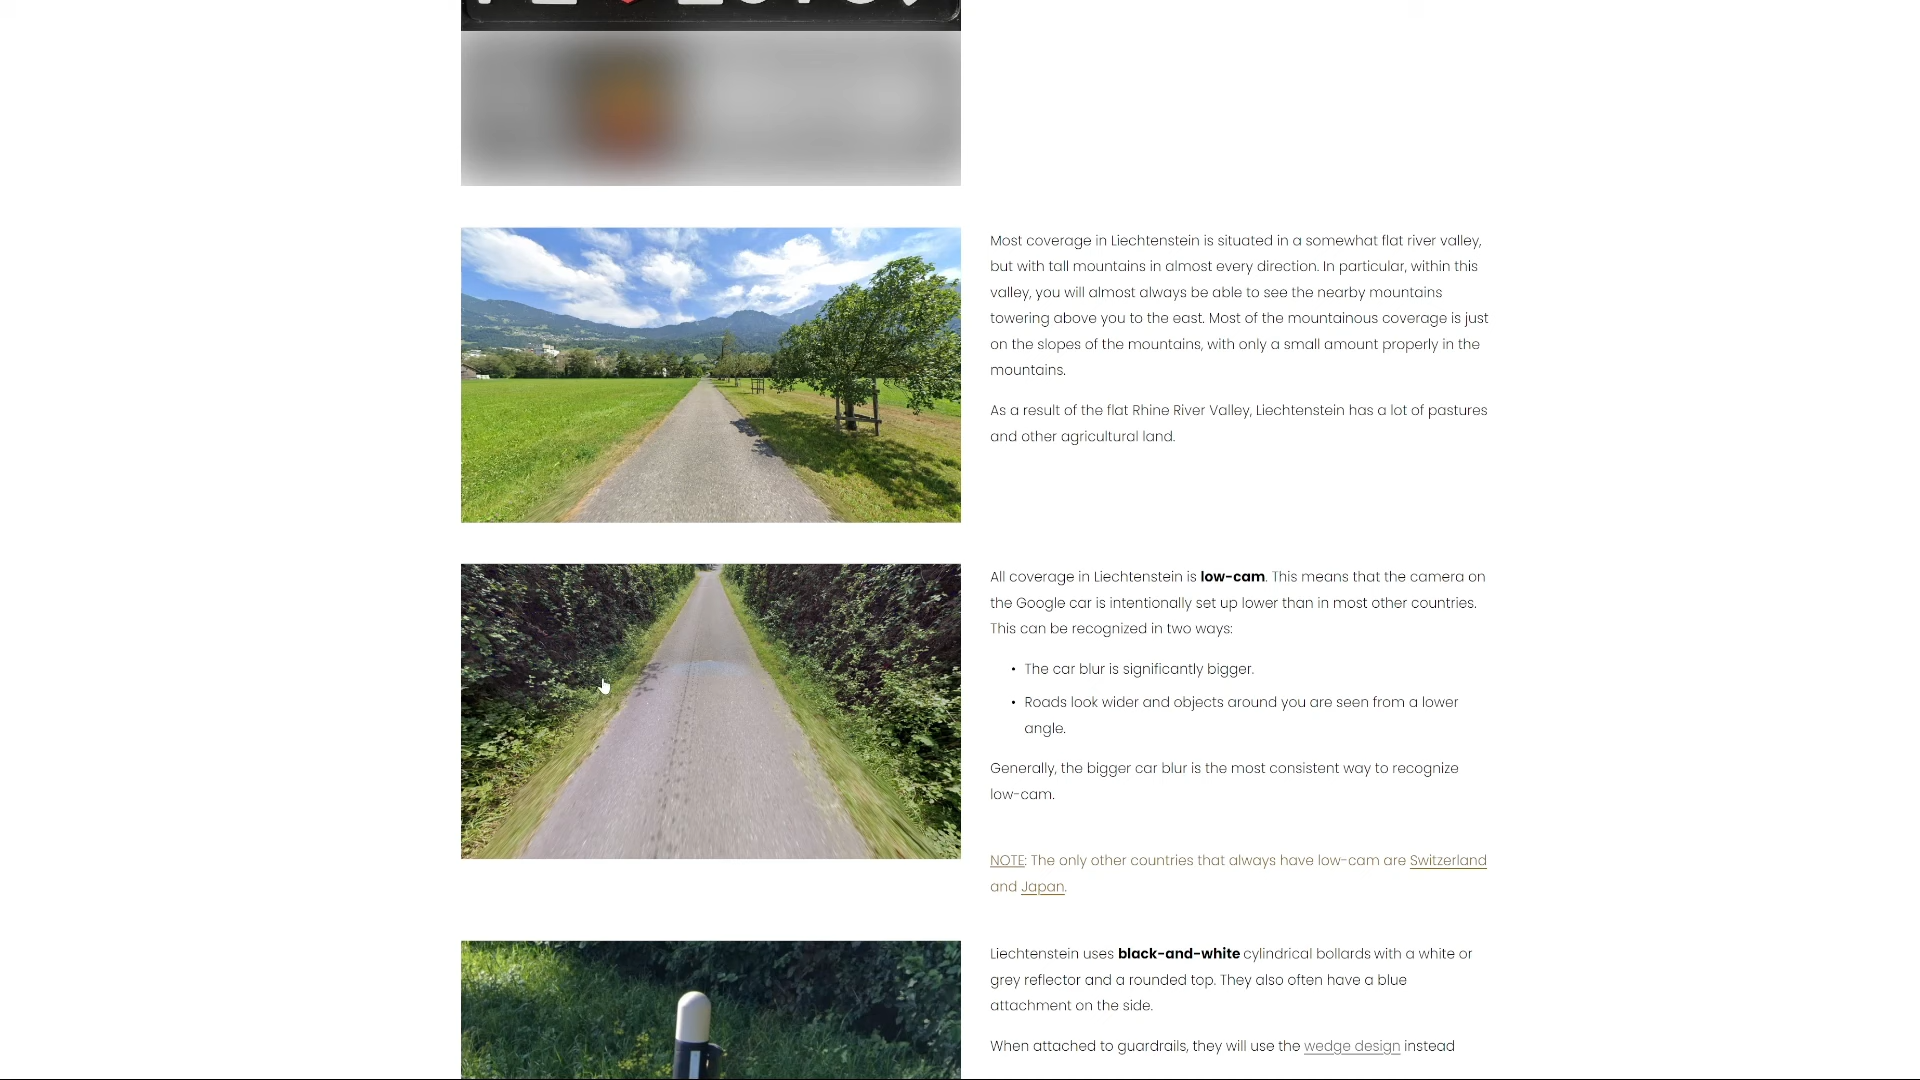 Most coverage in Liechtenstein is situated in a somewhat flat river valley,
but with tall mountains in almost every direction. In particular, within this
valley, you will almost always be able to see the nearby mountains
towering above you to the east. Most of the mountainous coverage is just
on the slopes of the mountains, with only a small amount properly in the
mountains.
As a result of the flat Rhine River Valley, Liechtenstein has a lot of pastures
and other agricultural land.
All coverage in Liechtenstein is low-cam. This means that the camera on
the Google car is intentionally set up lower than in most other countries.
This can be recognized in two ways:
• The car blur is significantly bigger.
• Roads look wider and objects around you are seen from a lower
angle.
Generally, the bigger car blur is the most consistent way to recognize
low-cam.
NOTE: The only other countries that always have low-cam are Switzerland
and Japan.
Liechtenstein uses black-and-white cylindrical bollards with a white or
grey reflector and a rounded top. They also often have a blue
attachment on the side.
When attached to guardrails, they will use the wedge design instead